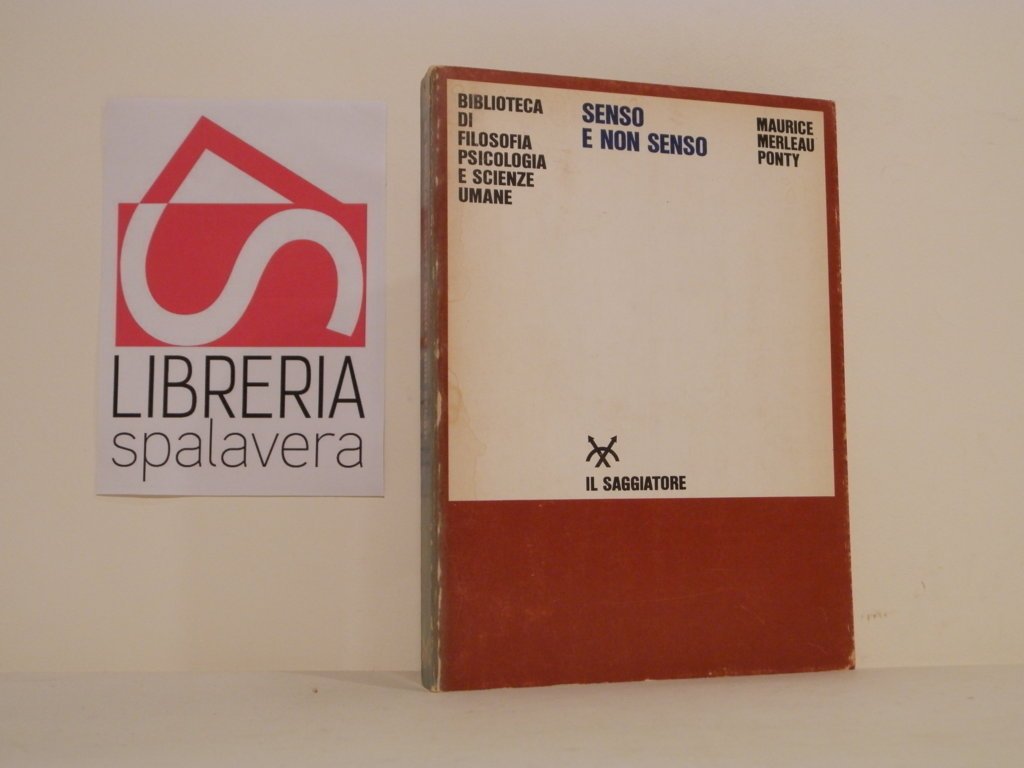 LIBRERIA
spalavera
BIBLIOTECA
DI
FILOSOFIA
PSICOLOGIA
E SCIENZE
UMANE
SENSO
E NON SENSO
MAURICE
MERLEAU
PONTY
IL SAGGIATORE